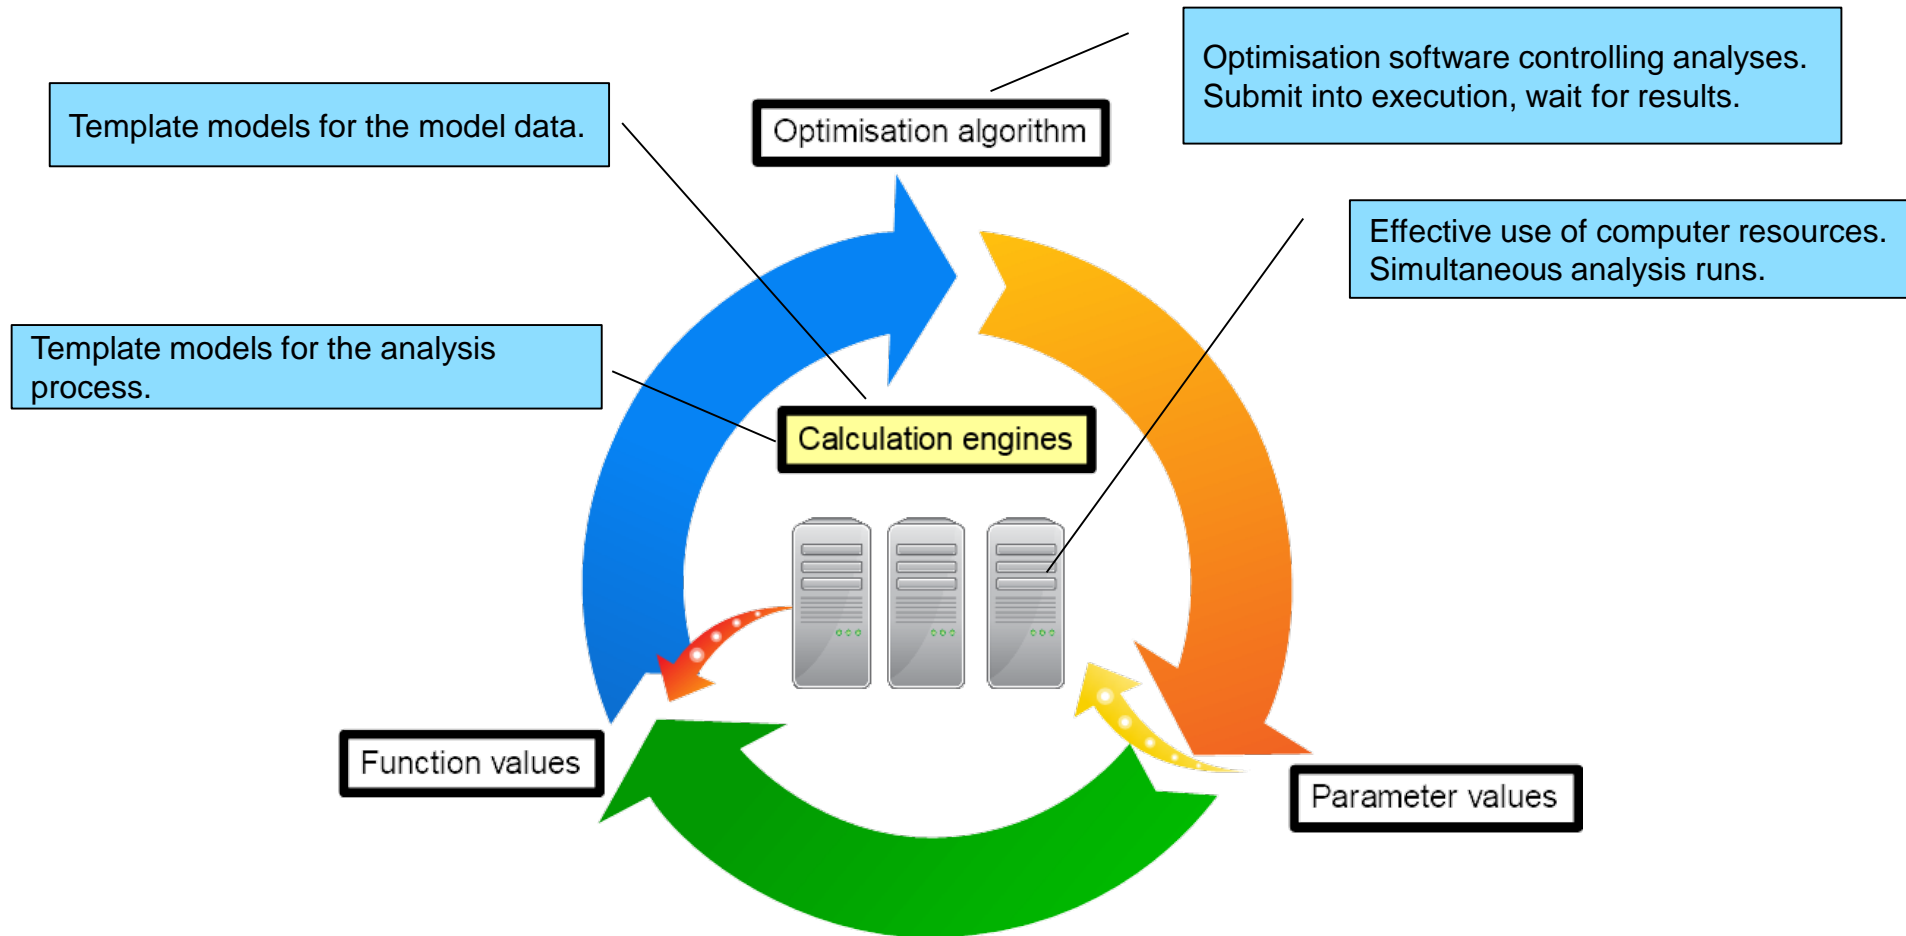 Optimisation software controlling analyses.
Submit into execution, wait for results.
Template models for the model data.
Optimisation algorithm
Effective use of computer resources.
Simultaneous analysis runs.
Template models for the analysis
process.
Calculation engines
Function values
Parameter values